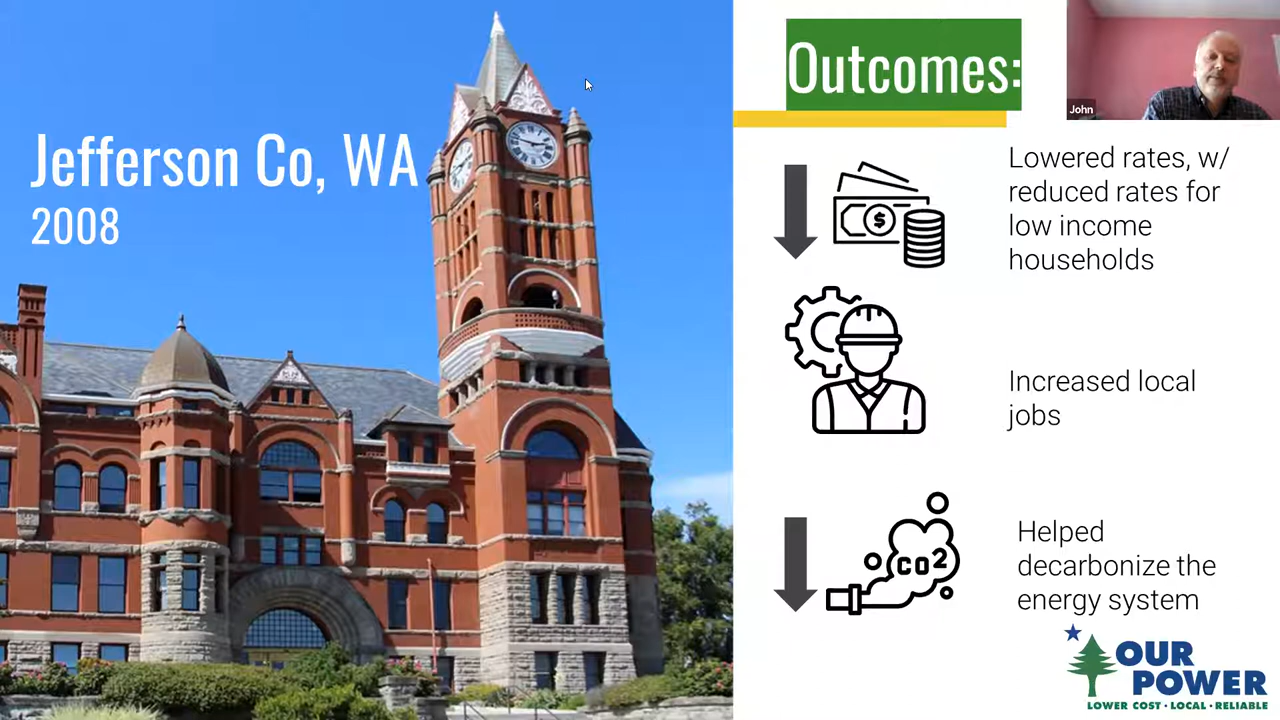 Jefferson Co, WA
2008
Outcomes:
John
Lowered rates, w/
reduced rates for
low income
households
$
Increased local
jobs
CO2
Helped
decarbonize the
energy system
OUR
POWER
LOWER COST · LOCAL · RELIABLE